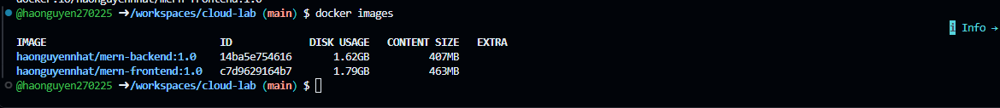 docker.io/haonguyennhat/mern-frontend:1.0
@haonguyen270225 ➜/workspaces/cloud-lab (main) $ docker images
i Info →
IMAGE ID DISK USAGE CONTENT SIZE EXTRA
haonguyennhat/mern-backend:1.0 14ba5e754616 1.62GB 407MB
haonguyennhat/mern-frontend:1.0 c7d9629164b7 1.79GB 463MB
@haonguyen270225 ➜/workspaces/cloud-lab (main) $